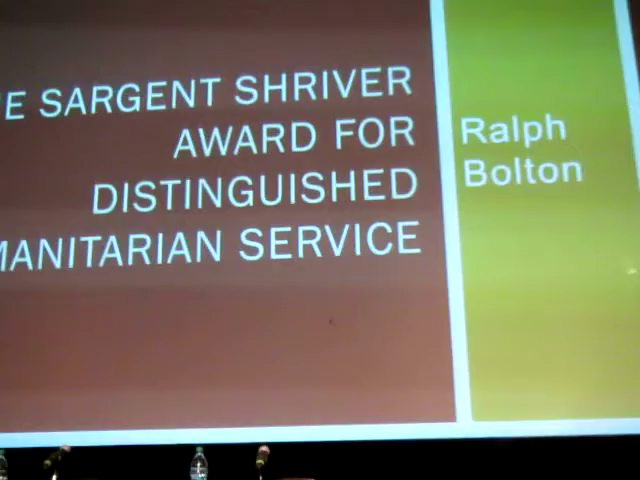 E SARGENT SHRIVER
AWARD FOR
DISTINGUISHED
MANITARIAN SERVICE
Ralph
Bolton